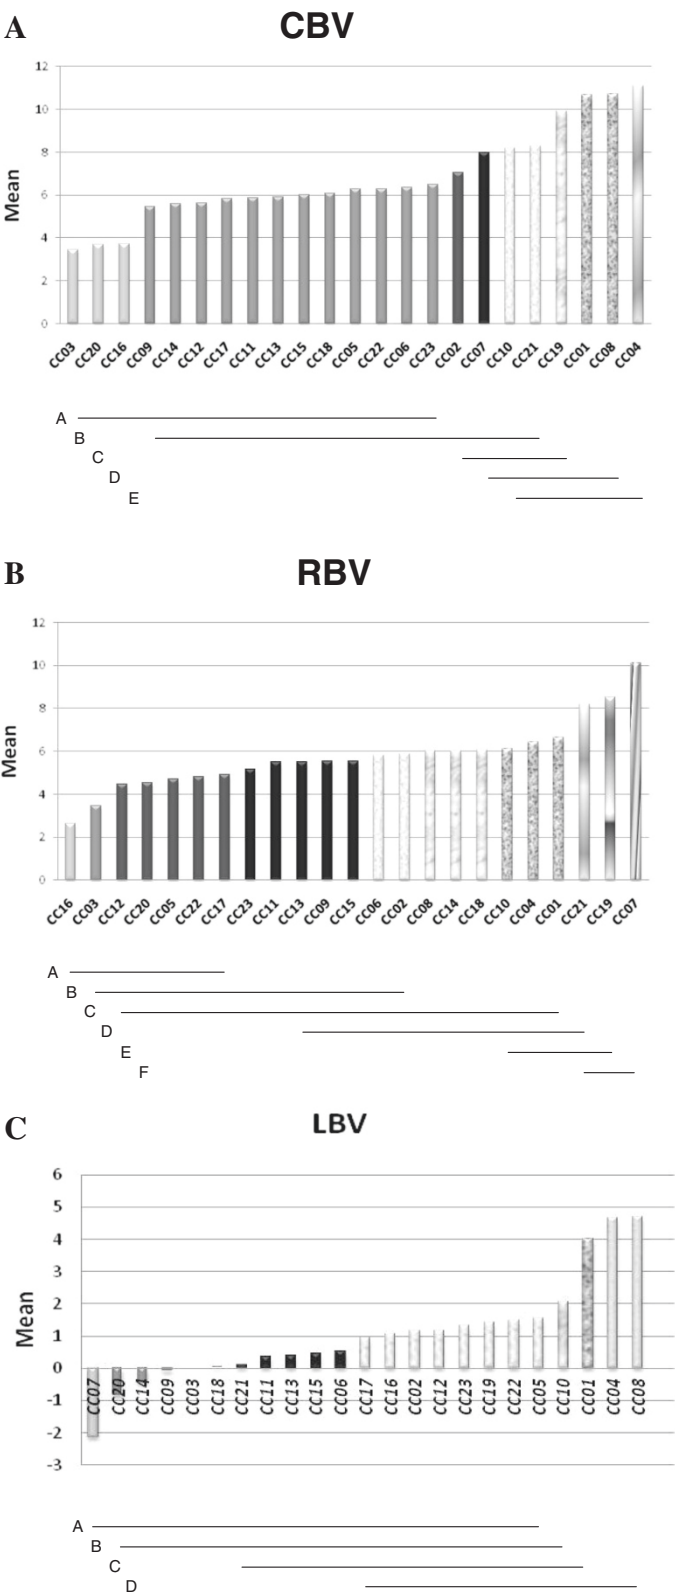 A
CBV
12
10
8
6
4
2
0
Mean
CC03 CC20 CC16 CC09 CC14 CC12 CC17 CC11 CC13 CC15 CC18 CC05 CC22 CC06 CC23 CC02 CC07 CC10 CC21 CC19 CC01 CC08 CC04
A
B
C
D
E
B
RBV
12
10
8
6
4
2
0
Mean
CC16 CC03 CC12 CC20 CC05 CC22 CC17 CC23 CC11 CC13 CC09 CC15 CC06 CC02 CC08 CC14 CC18 CC10 CC04 CC01 CC21 CC19 CC07
A
B
C
D
E
F
C
LBV
6
5
4
3
2
1
0
-1
-2
-3
Mean
CC07 CC20 CC14 CC09 CC03 CC18 CC21 CC11 CC13 CC15 CC06 CC17 CC16 CC02 CC12 CC23 CC19 CC22 CC05 CC10 CC01 CC04 CC08
A
B
C
D